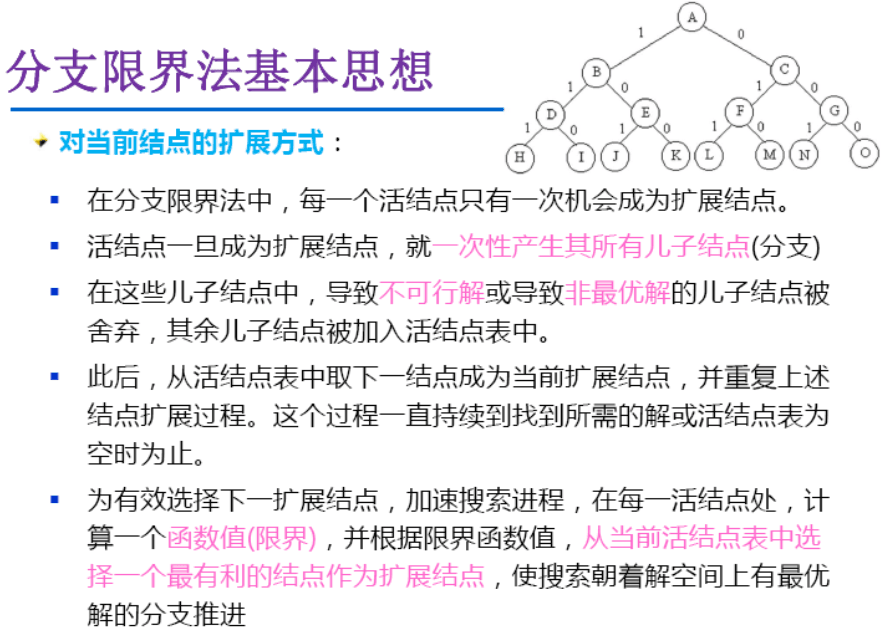 分支限界法基本思想
对当前结点的扩展方式：
在分支限界法中，每一个活结点只有一次机会成为扩展结点。
活结点一旦成为扩展结点，就一次性产生其所有儿子结点(分支)
在这些儿子结点中，导致不可行解或导致非最优解的儿子结点被
舍弃，其余儿子结点被加入活结点表中。
此后，从活结点表中取下一结点成为当前扩展结点，并重复上述
结点扩展过程。这个过程一直持续到找到所需的解或活结点表为
空时为止。
为有效选择下一扩展结点，加速搜索进程，在每一活结点处，计
算一个函数值(限界)，并根据限界函数值，从当前活结点表中选
择一个最有利的结点作为扩展结点，使搜索朝着解空间上有最优
解的分支推进
A
1 0
B C
1 0 1 0
D E F G
1 0 1 0 1 0 1 0
H I J K L M N O